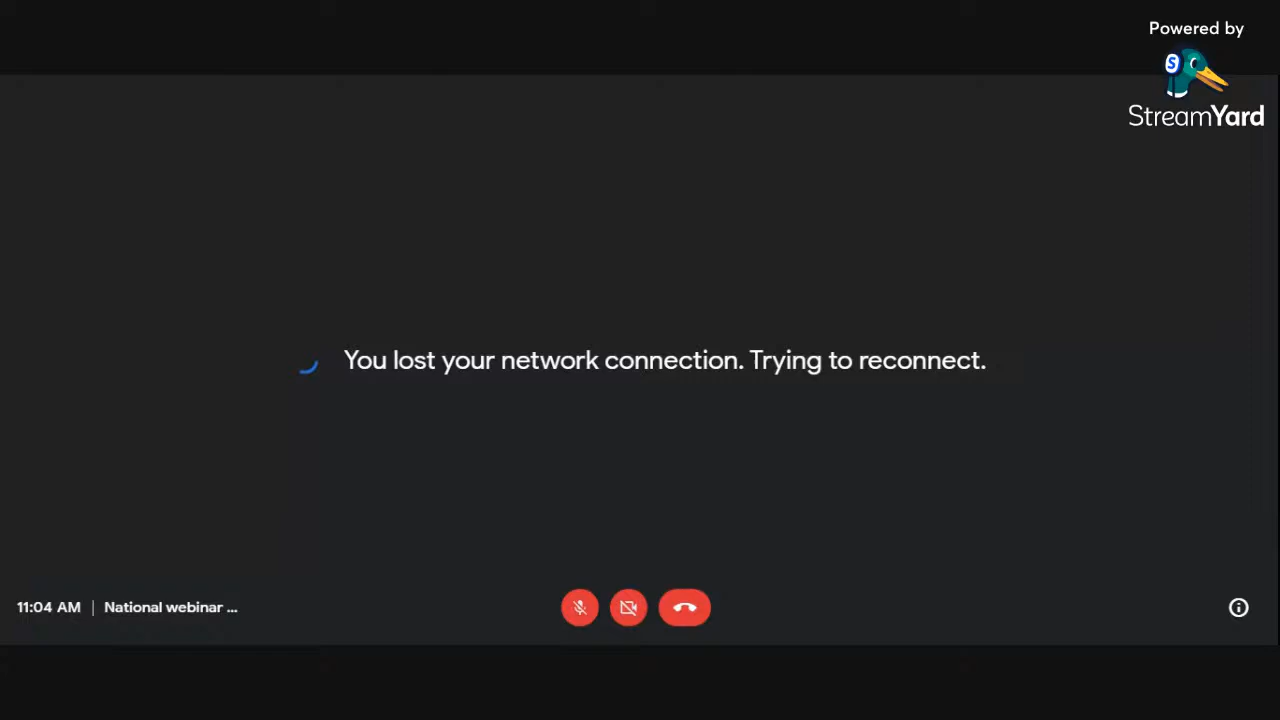 Powered by
S
StreamYard
You lost your network connection. Trying to reconnect.
11:04 AM | National webinar ...